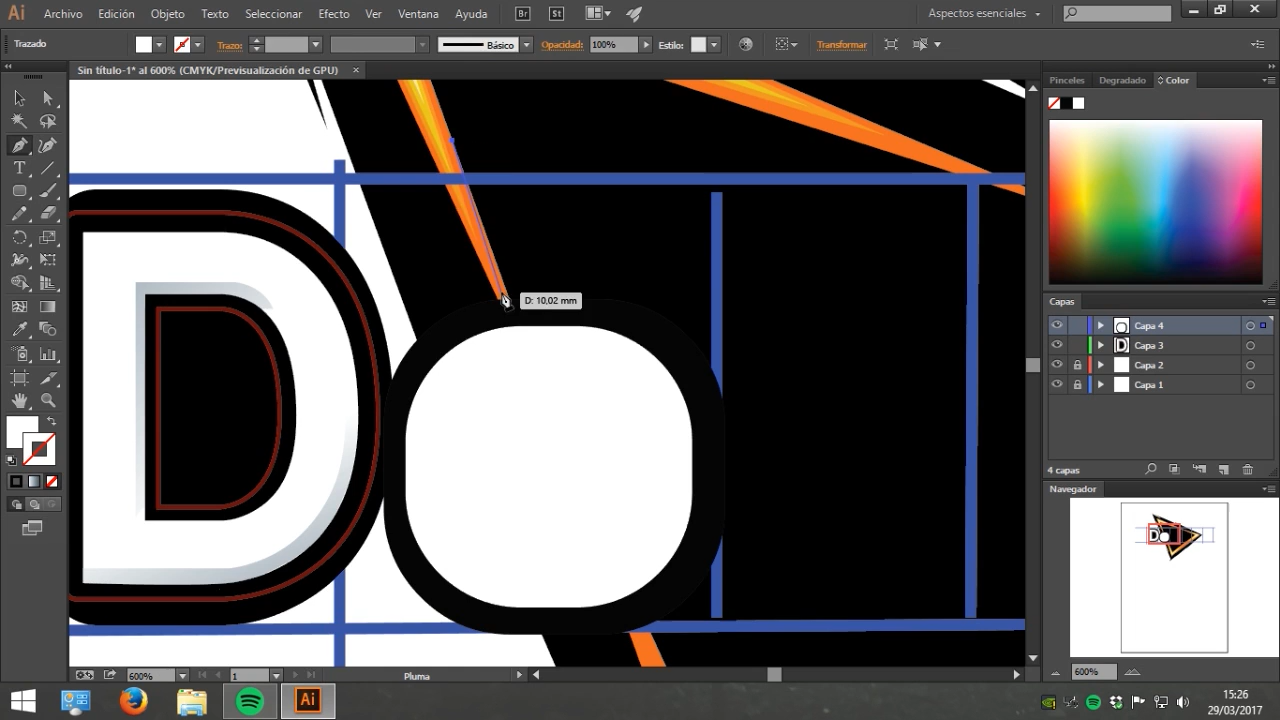 Ai Archivo Edición Objeto Texto Seleccionar Efecto Ver Ventana Ayuda Br St Aspectos esenciales
Trazado Trazo: Básico Opacidad: 100% Estilo: Transformar
Sin título-1* al 600% (CMYK/Previsualización de GPU) ×
Pinceles Degradado Color
D
D: 10,02 mm
Capas
Capa 4
Capa 3
Capa 2
Capa 1
4 capas
Navegador
600%
600% 1 Pluma
Ai
15:26
29/03/2017